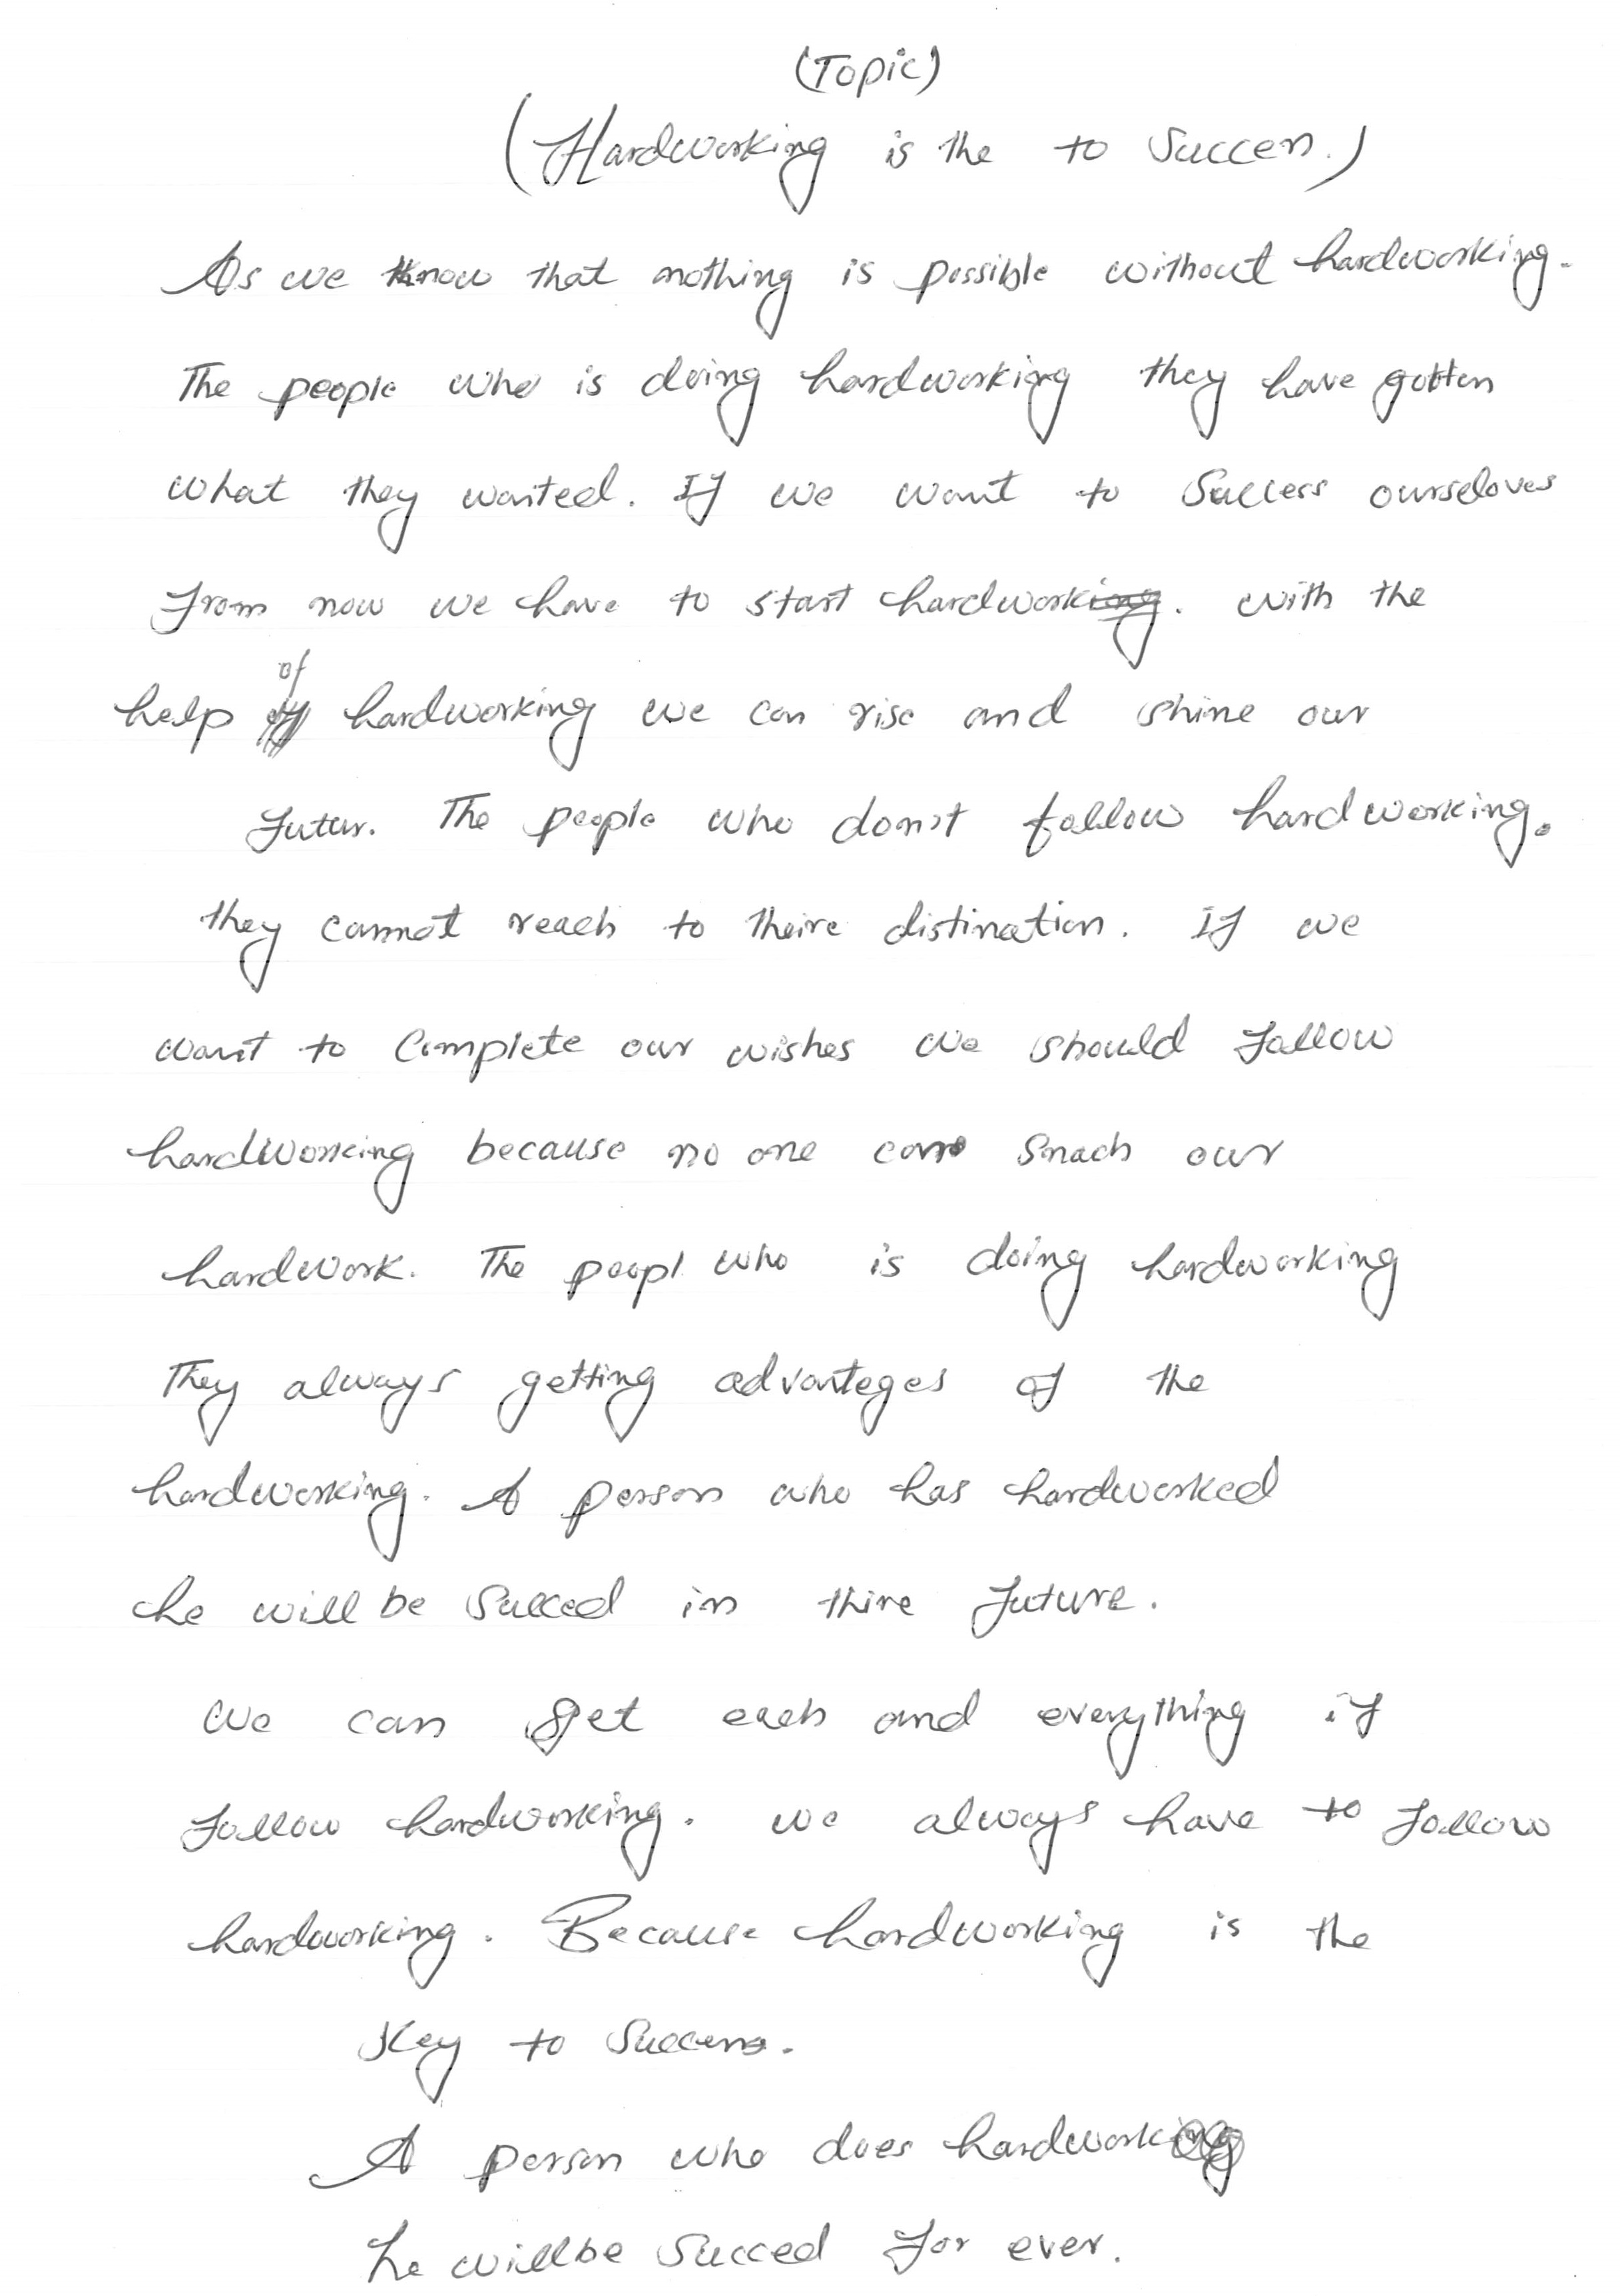 (Topic)
(Hardworking is the to Success.)
As we know that nothing is possible without hardworking.
The people who is doing hardworking they have gotten
what they wanted. If we want to Success ourseloves
from now we have to start hardwork. with the
help of hardworking we can rise and shine our
futur. The people who don't follow hardworking.
they cannot reach to theire distination. If we
want to Complete our wishes we should follow
hardworking because no one can snach our
hardwork. The peopl who is doing hardworking
They always getting advanteges of the
hardworking. A person who has hardworked
he will be Succed in thire future.
we can get each and everything if
follow hardworking. we always have to follow
hardworking. Because hardworking is the
Key to Success.
A person who does hardwork
he will be Succed for ever.